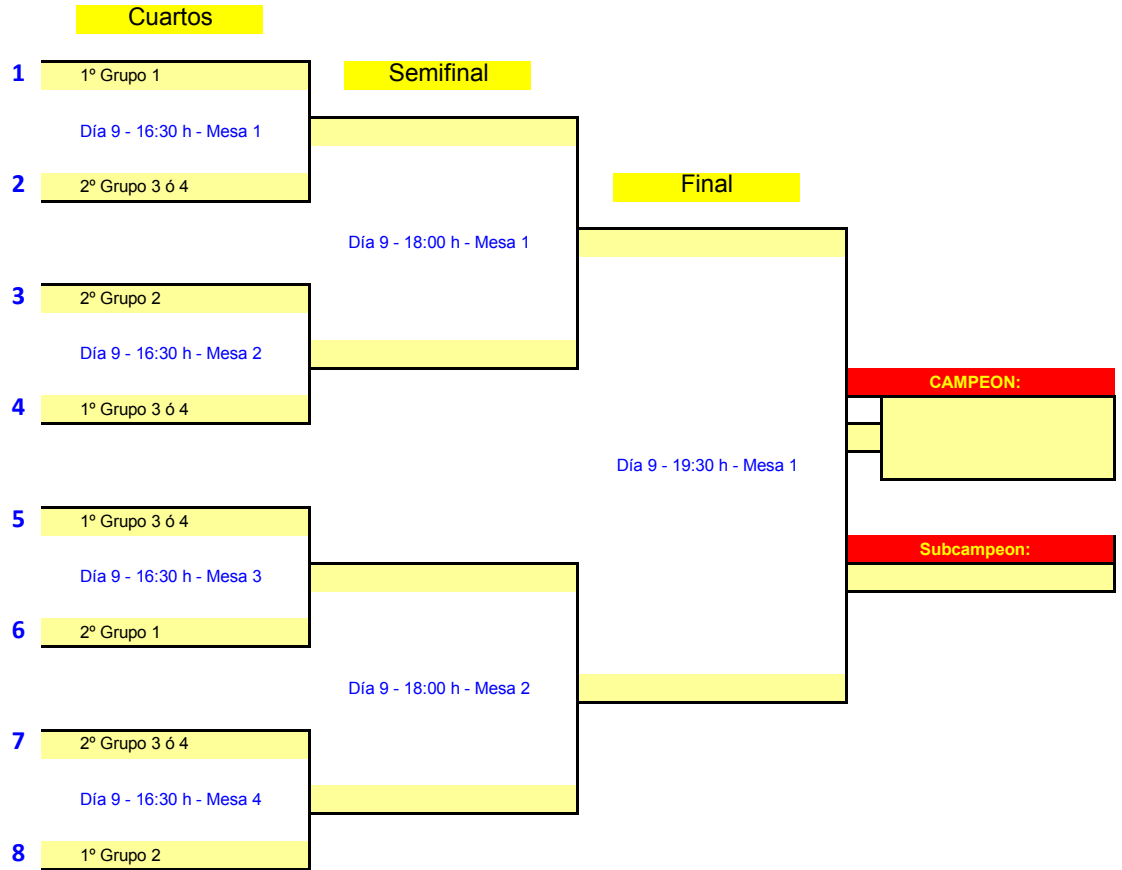 Cuartos
1 1º Grupo 1
Semifinal
Día 9 - 16:30 h - Mesa 1
2 2º Grupo 3 ó 4
Final
Día 9 - 18:00 h - Mesa 1
3 2º Grupo 2
Día 9 - 16:30 h - Mesa 2
CAMPEON:
4 1º Grupo 3 ó 4
Día 9 - 19:30 h - Mesa 1
5 1º Grupo 3 ó 4
Subcampeon:
Día 9 - 16:30 h - Mesa 3
6 2º Grupo 1
Día 9 - 18:00 h - Mesa 2
7 2º Grupo 3 ó 4
Día 9 - 16:30 h - Mesa 4
8 1º Grupo 2